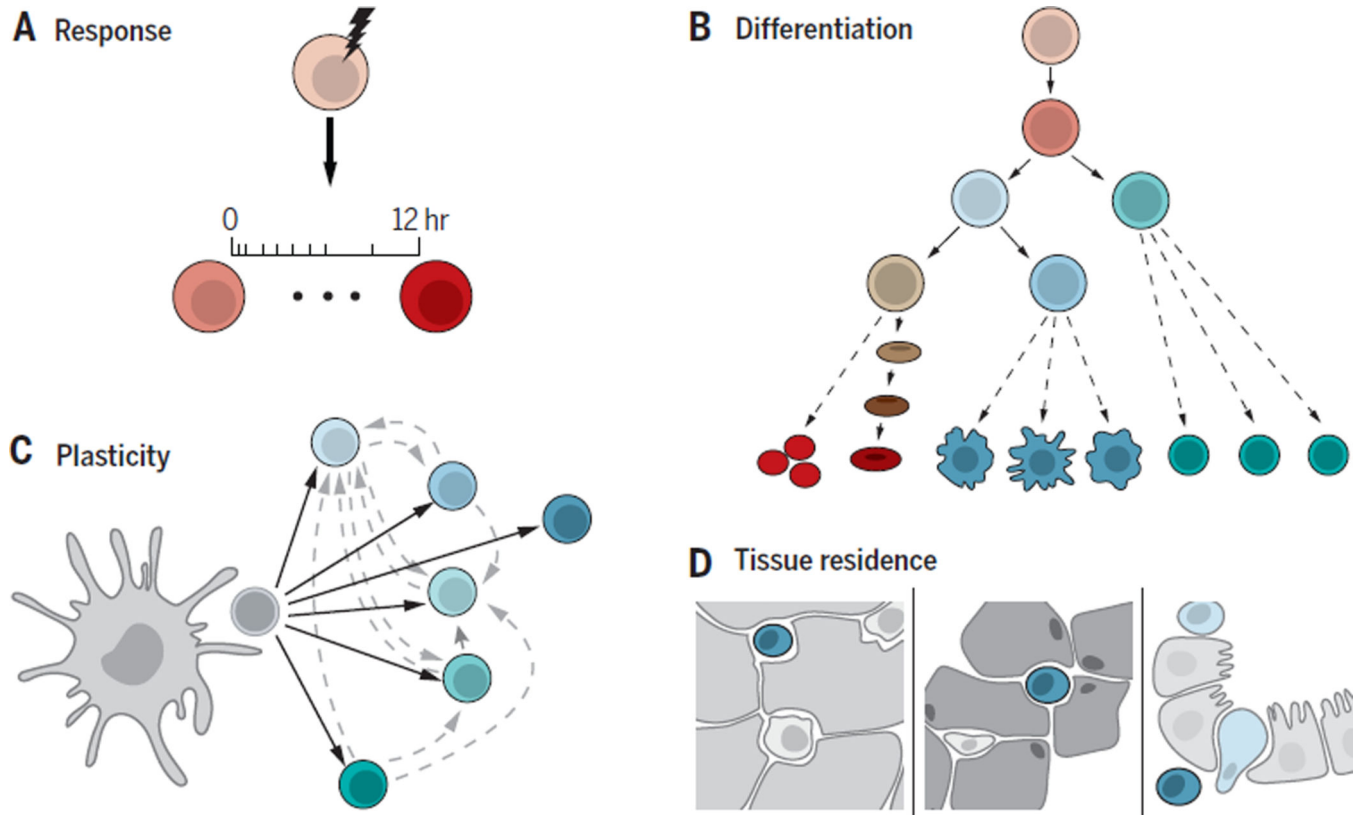 A Response
0 12 hr
B Differentiation
C Plasticity
D Tissue residence